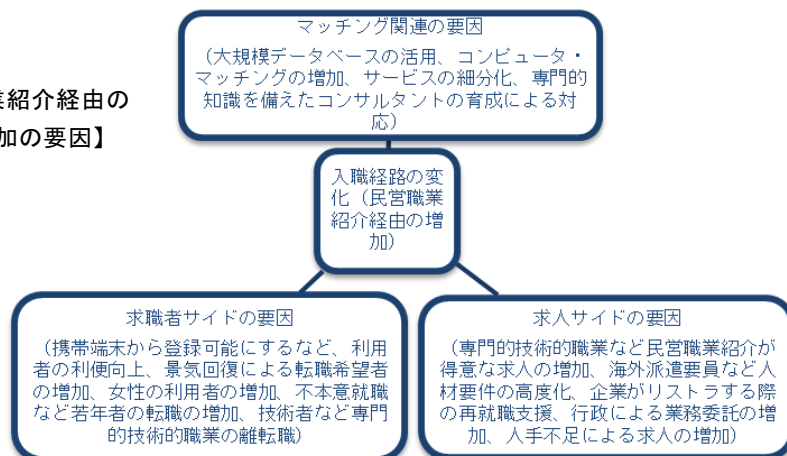 マッチング関連の要因
（大規模データベースの活用、コンピュータ・
マッチングの増加、サービスの細分化、専門的
知識を備えたコンサルタントの育成による対
応）
業紹介経由の
加の要因】
入職経路の変
化（民営職業
紹介経由の増
加）
求職者サイドの要因
（携帯端末から登録可能にするなど、利用
者の利便向上、景気回復による転職希望者
の増加、女性の利用者の増加、不本意就職
など若年者の転職の増加、技術者など専門
的技術的職業の離転職）
求人サイドの要因
（専門的技術的職業など民営職業紹介が
得意な求人の増加、海外派遣要員など人
材要件の高度化、企業がリストラする際
の再就職支援、行政による業務委託の増
加、人手不足による求人の増加）